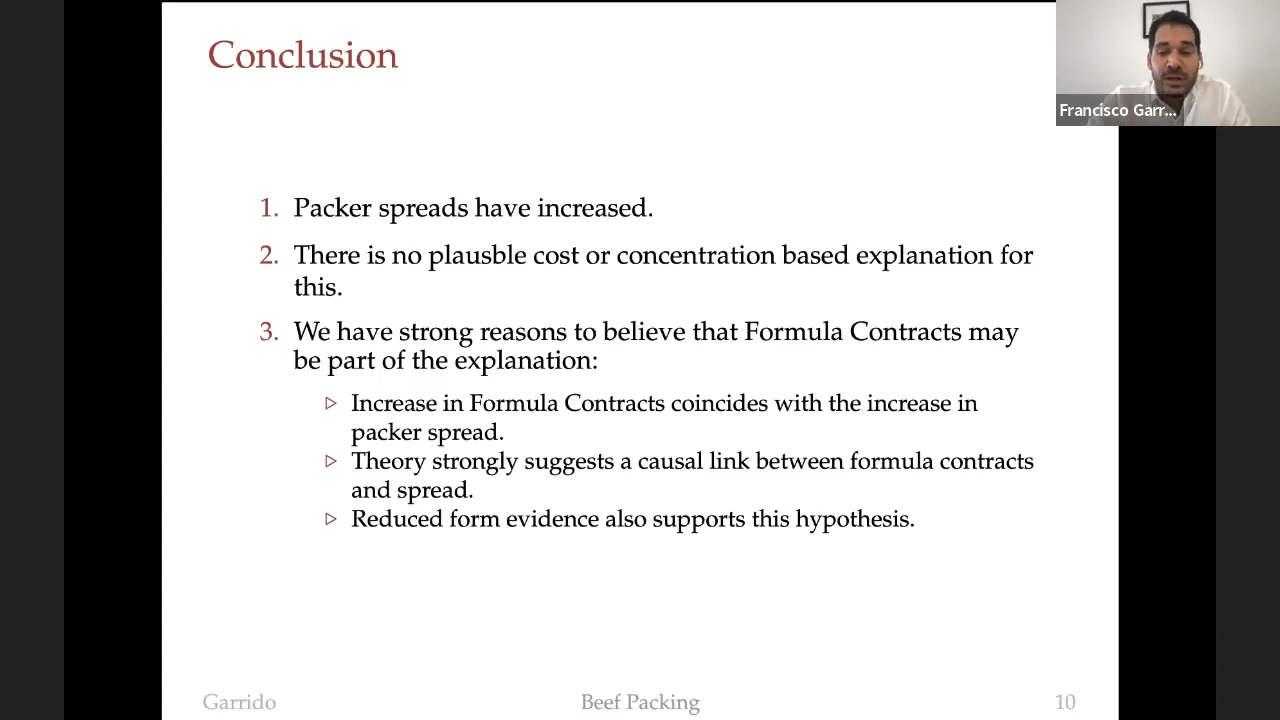 Conclusion
Francisco Garr...
1. Packer spreads have increased.
2. There is no plausble cost or concentration based explanation for
this.
3. We have strong reasons to believe that Formula Contracts may
be part of the explanation:
▷ Increase in Formula Contracts coincides with the increase in
packer spread.
▷ Theory strongly suggests a causal link between formula contracts
and spread.
▷ Reduced form evidence also supports this hypothesis.
Garrido Beef Packing 10